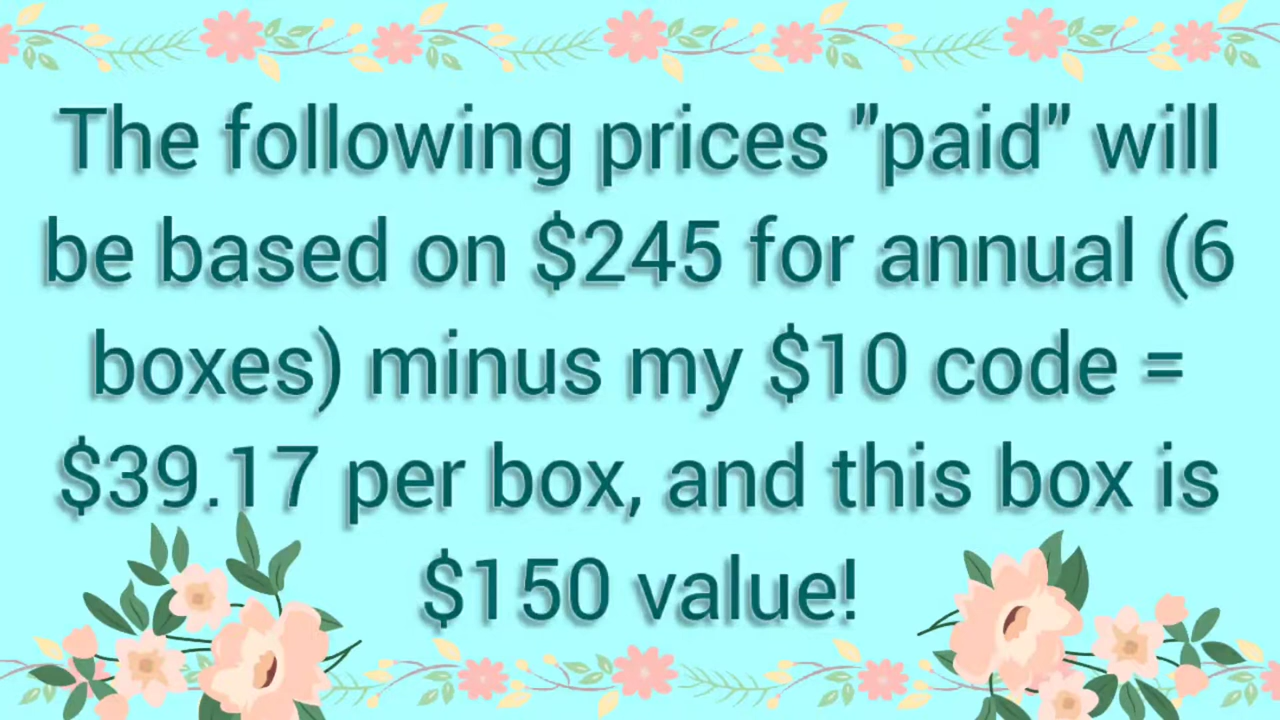 The following prices "paid" will
be based on $245 for annual (6
boxes) minus my $10 code =
$39.17 per box, and this box is
$150 value!